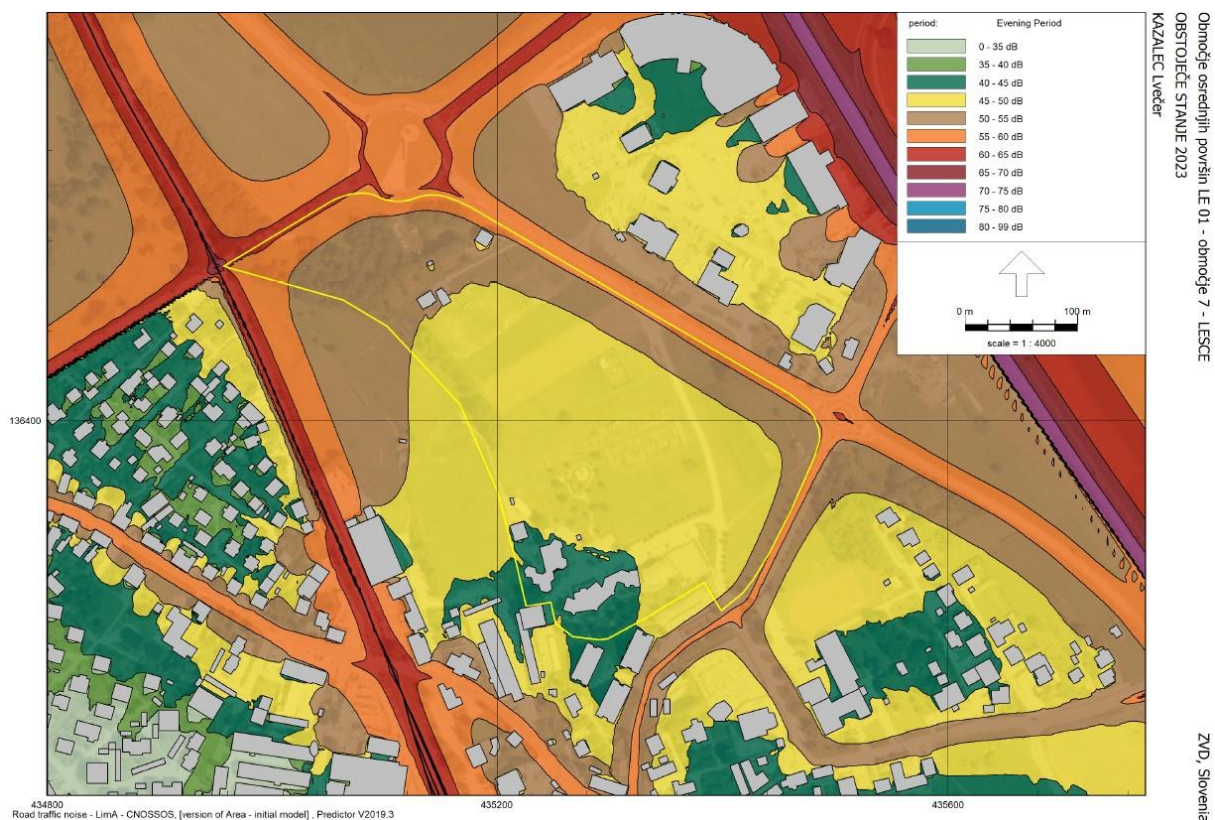 period: Evening Period
0 - 35 dB
35 - 40 dB
40 - 45 dB
45 - 50 dB
50 - 55 dB
55 - 60 dB
60 - 65 dB
65 - 70 dB
70 - 75 dB
75 - 80 dB
80 - 99 dB
0 m 100 m
scale = 1 : 4000
Območje osrednjih površin LE 01 - območje 7 - LESCE
OBSTOJEČE STANJE 2023
KAZALEC Lvečer
ZVD, Slovenia
136400
434800 435200 435600
Road traffic noise - LimA - CNOSSOS, [version of Area - initial model] , Predictor V2019.3